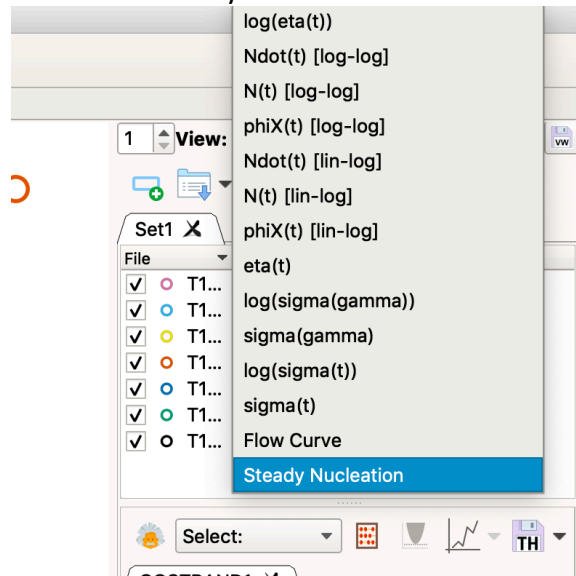 log(eta(t))
Ndot(t) [log-log]
N(t) [log-log]
phiX(t) [log-log]
1 View:
Ndot(t) [lin-log]
VW
N(t) [lin-log]
Set1
phiX(t) [lin-log]
File
eta(t)
T1...
log(sigma(gamma))
T1...
T1...
sigma(gamma)
T1...
log(sigma(t))
T1...
sigma(t)
T1...
T1...
Flow Curve
Steady Nucleation
Select:
TH